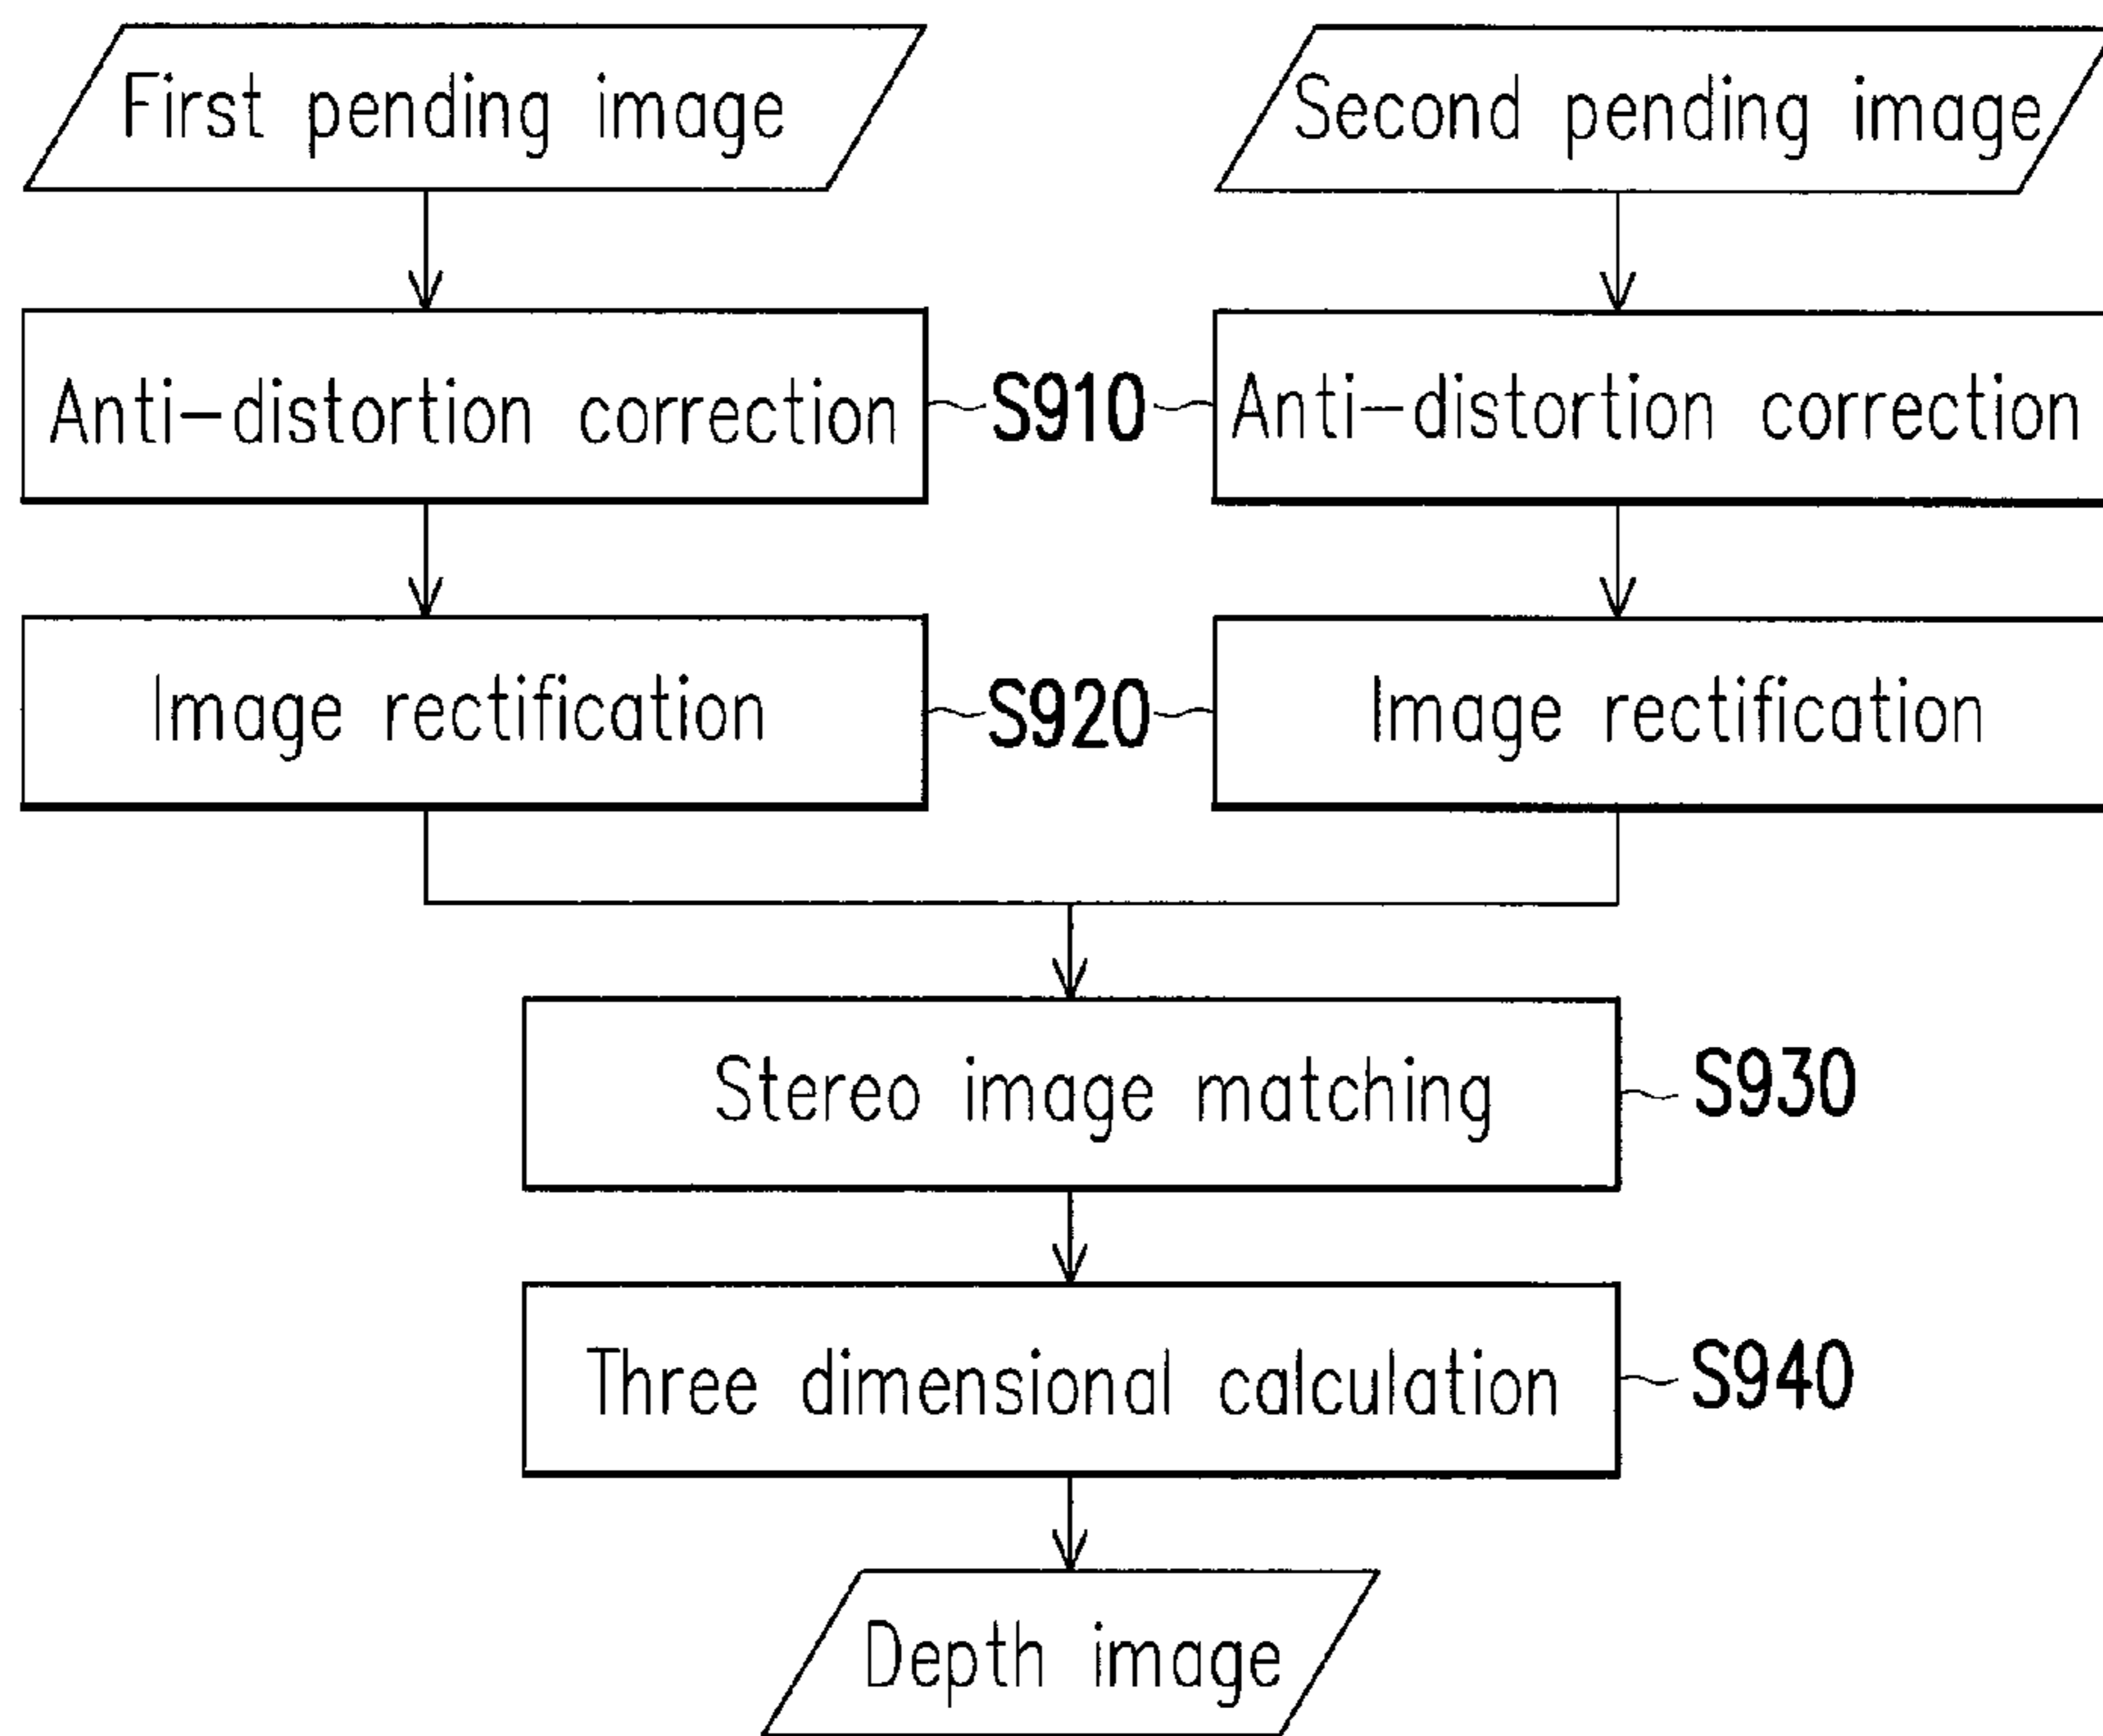 First pending image
Second pending image
Anti-distortion correction
S910
Anti-distortion correction
Image rectification
S920
Image rectification
Stereo image matching
S930
Three dimensional calculation
S940
Depth image